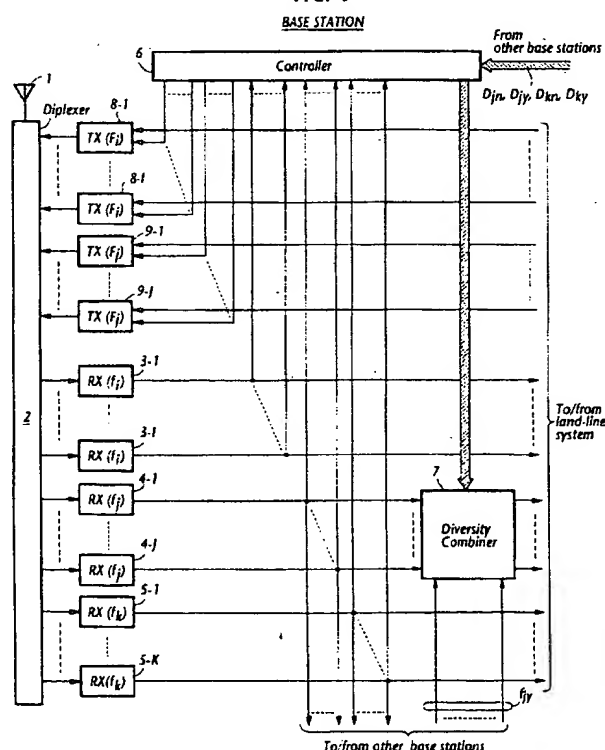 BASE STATION
From
other base stations
6
Controller
Djn, Djy, Dkn, Dky
1
Diplexer
8-1
TX (Fi)
8-I
TX (Fi)
9-1
TX (Fj)
9-J
TX (Fj)
3-1
RX (fi)
2
3-1
RX (fi)
To/from
land-line
system
4-1
RX (fj)
7
Diversity
Combiner
4-J
RX (fj)
5-1
RX (fk)
5-K
RX(fk)
fjy
To/from other base stations